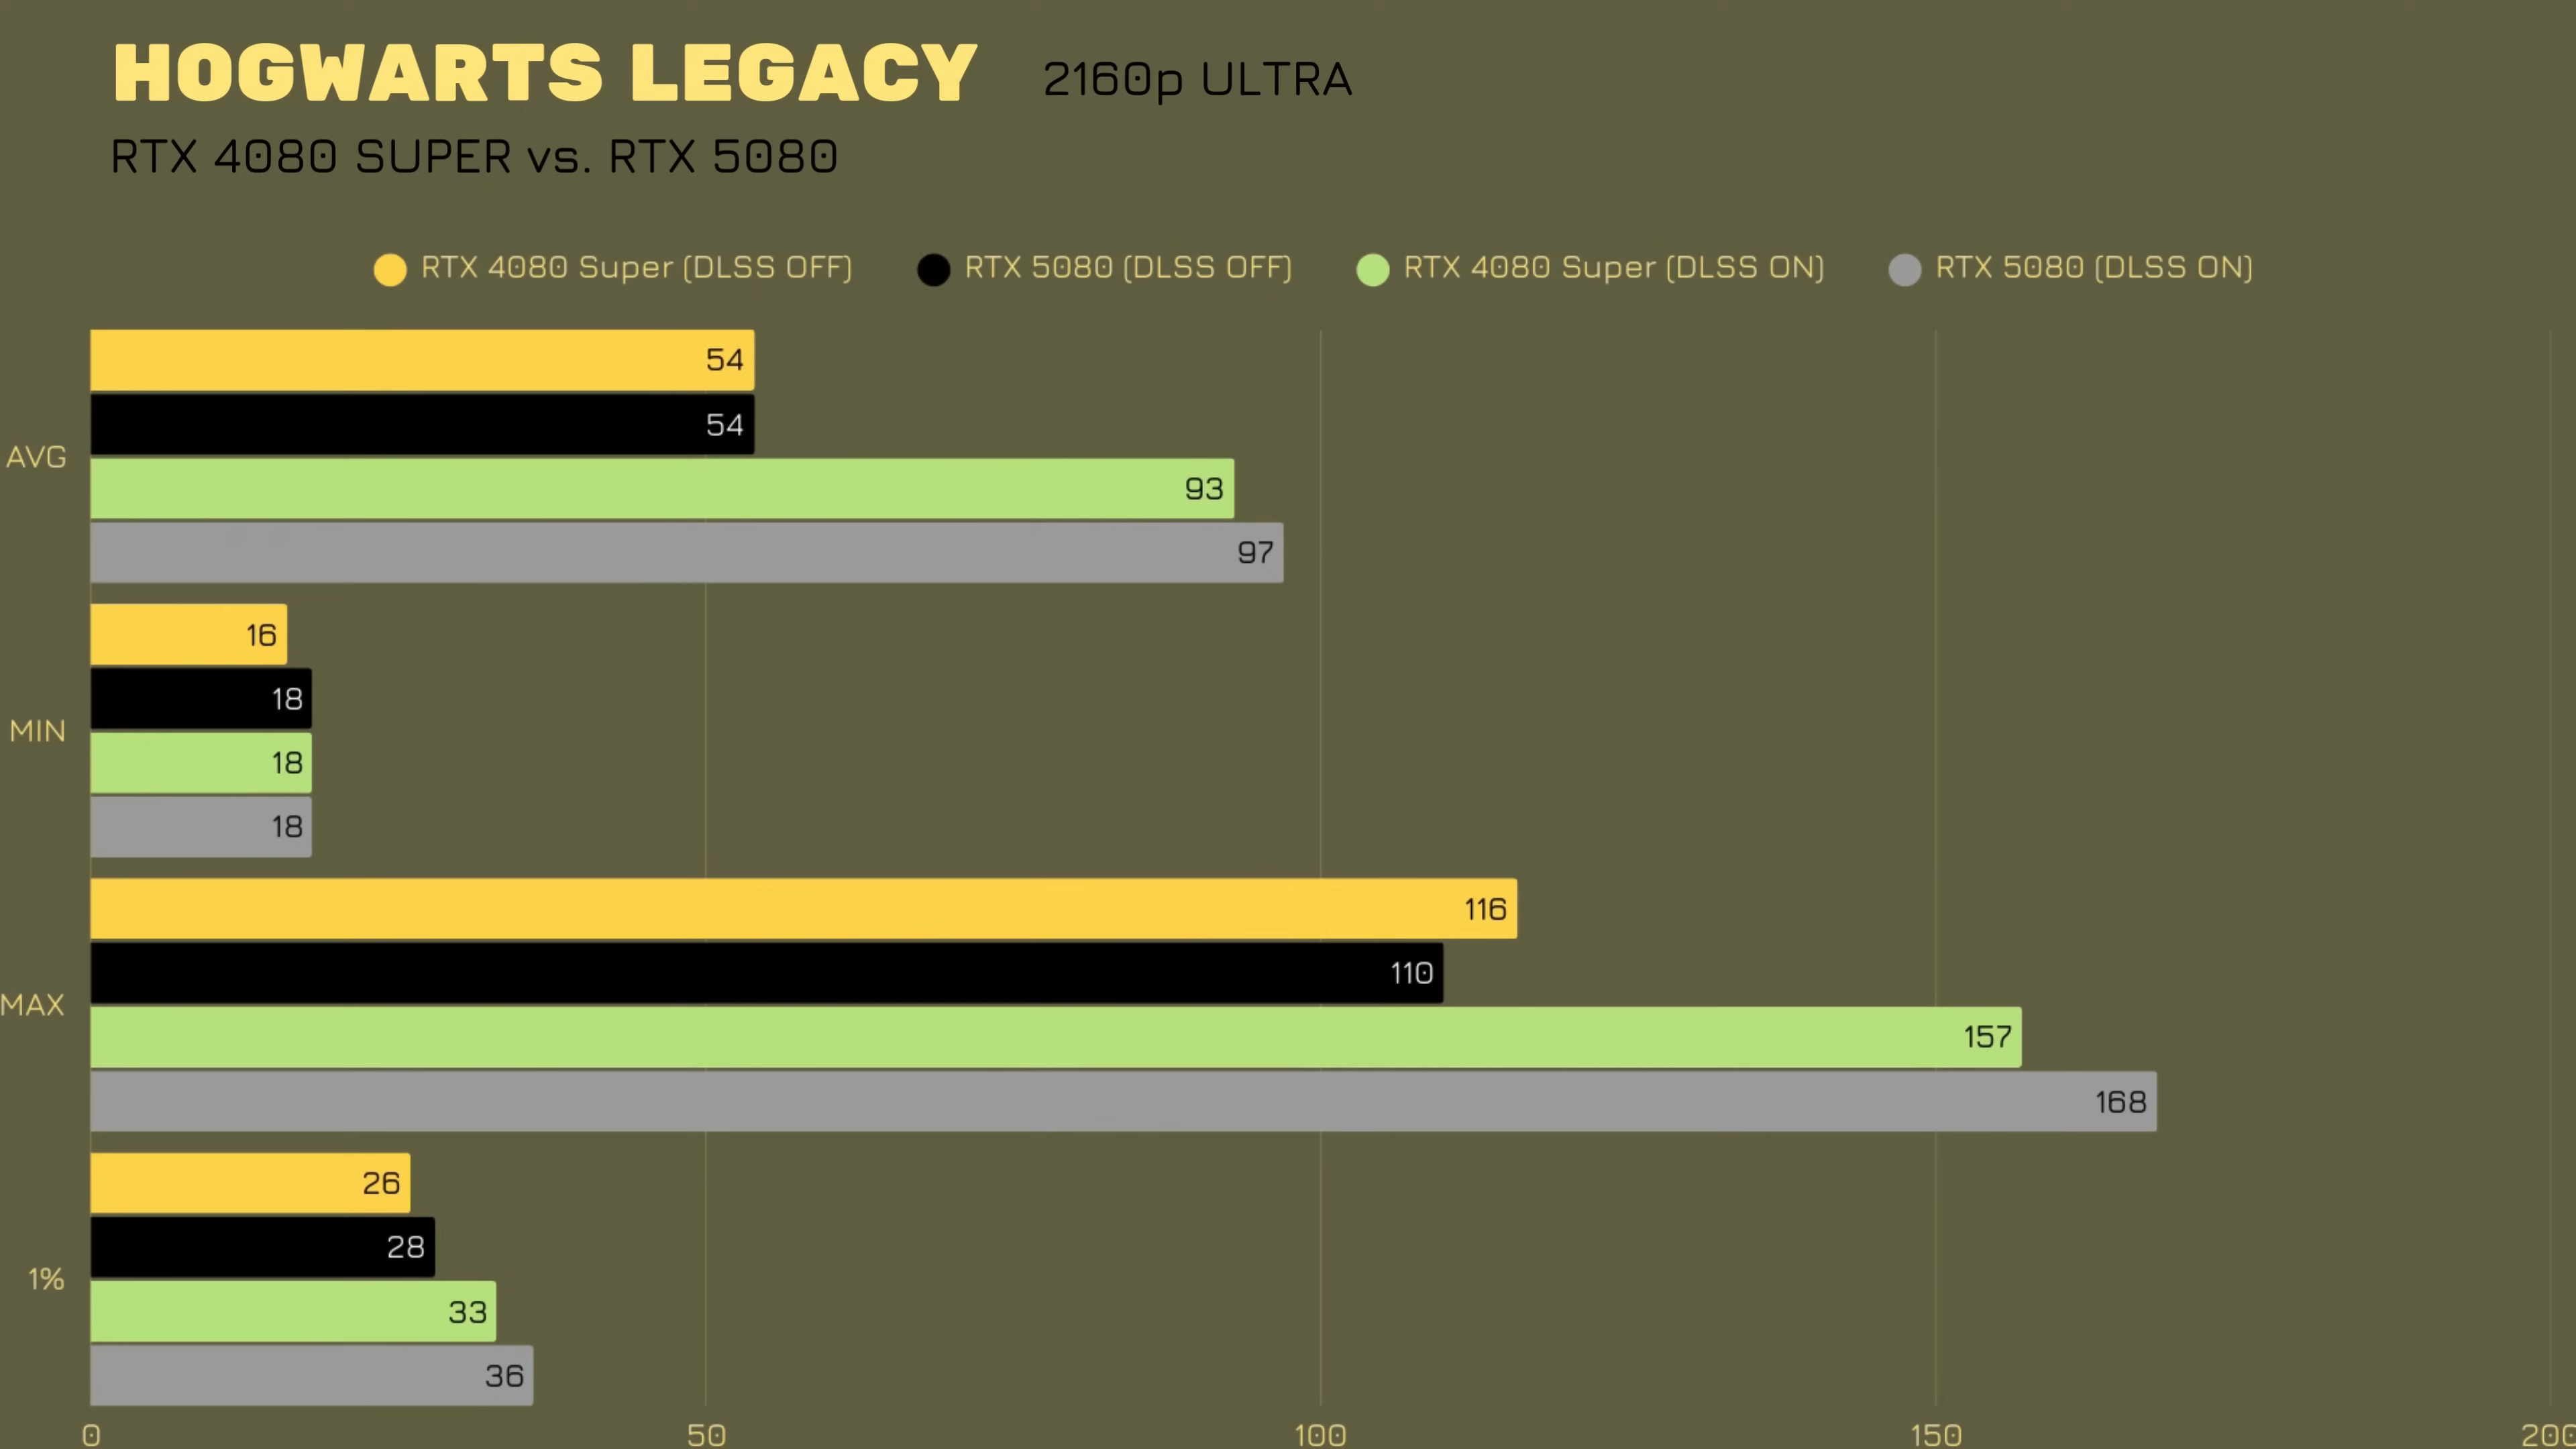 HOGWARTS LEGACY 2160p ULTRA
RTX 4080 SUPER vs. RTX 5080
RTX 4080 Super (DLSS OFF) RTX 5080 (DLSS OFF) RTX 4080 Super (DLSS ON) RTX 5080 (DLSS ON)
54
54
AVG
93
97
16
18
MIN
18
18
116
110
MAX
157
168
26
28
1%
33
36
0 50 100 150 200